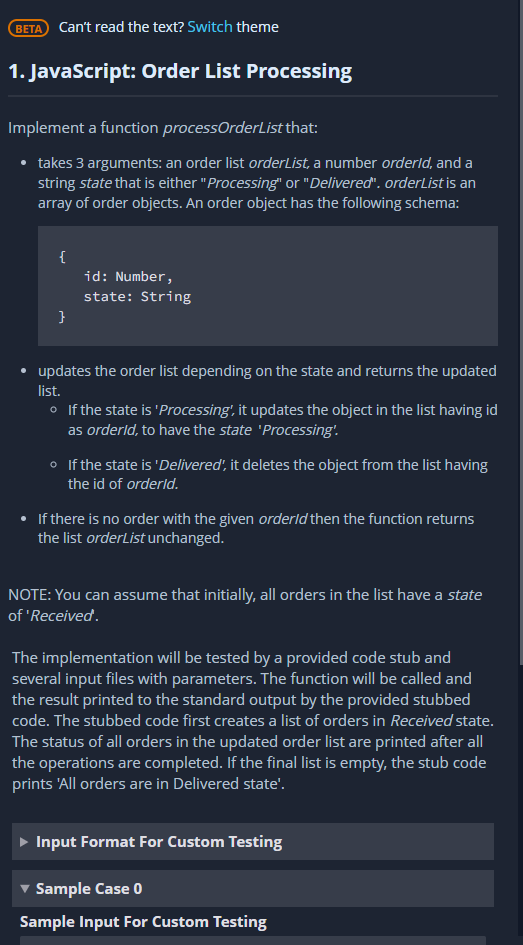 BETA Can't read the text? Switch theme
1. JavaScript: Order List Processing
Implement a function processOrderList that:
• takes 3 arguments: an order list orderList, a number orderId, and a
string state that is either "Processing" or "Delivered". orderList is an
array of order objects. An order object has the following schema:
{
id: Number,
state: String
}
• updates the order list depending on the state and returns the updated
list.
○ If the state is 'Processing', it updates the object in the list having id
as orderId, to have the state 'Processing'.
○ If the state is 'Delivered', it deletes the object from the list having
the id of orderId.
• If there is no order with the given orderId then the function returns
the list orderList unchanged.
NOTE: You can assume that initially, all orders in the list have a state
of 'Received'.
The implementation will be tested by a provided code stub and
several input files with parameters. The function will be called and
the result printed to the standard output by the provided stubbed
code. The stubbed code first creates a list of orders in Received state.
The status of all orders in the updated order list are printed after all
the operations are completed. If the final list is empty, the stub code
prints 'All orders are in Delivered state'.
▶ Input Format For Custom Testing
▼ Sample Case 0
Sample Input For Custom Testing